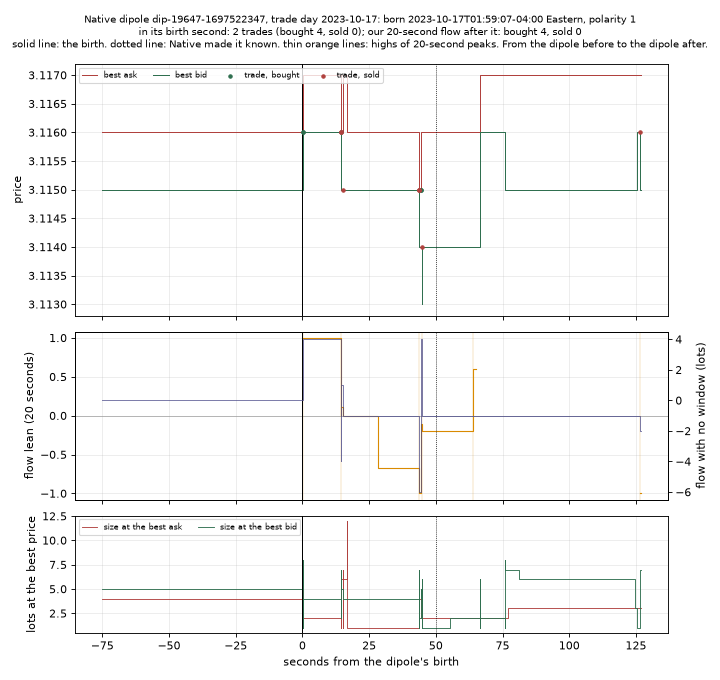 Native dipole dip-19647-1697522347, trade day 2023-10-17: born 2023-10-17T01:59:07-04:00 Eastern, polarity 1
in its birth second: 2 trades (bought 4, sold 0); our 20-second flow after it: bought 4, sold 0
solid line: the birth. dotted line: Native made it known. thin orange lines: highs of 20-second peaks. From the dipole before to the dipole after.
best ask best bid trade, bought trade, sold
3.1170
3.1165
3.1160
3.1155
3.1150
3.1145
3.1140
3.1135
3.1130
price
1.0
0.5
0.0
−0.5
−1.0
flow lean (20 seconds)
4
2
0
−2
−4
−6
flow with no window (lots)
size at the best ask size at the best bid
12.5
10.0
7.5
5.0
2.5
lots at the best price
−75 −50 −25 0 25 50 75 100 125
seconds from the dipole's birth